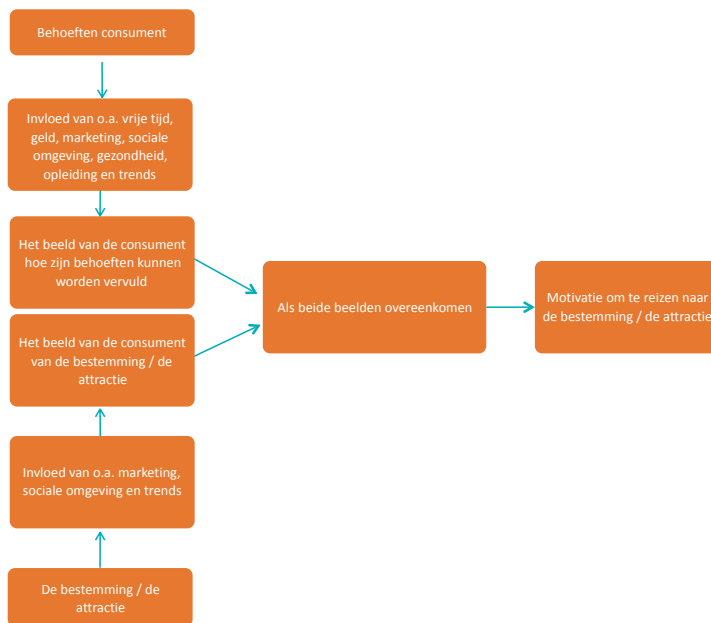 Behoeften consument
Invloed van o.a. vrije tijd,
geld, marketing, sociale
omgeving, gezondheid,
opleiding en trends
Het beeld van de consument
hoe zijn behoeften kunnen
worden vervuld
Het beeld van de consument
van de bestemming / de
attractie
Als beide beelden overeenkomen
Motivatie om te reizen naar
de bestemming / de attractie
Invloed van o.a. marketing,
sociale omgeving en trends
De bestemming / de
attractie